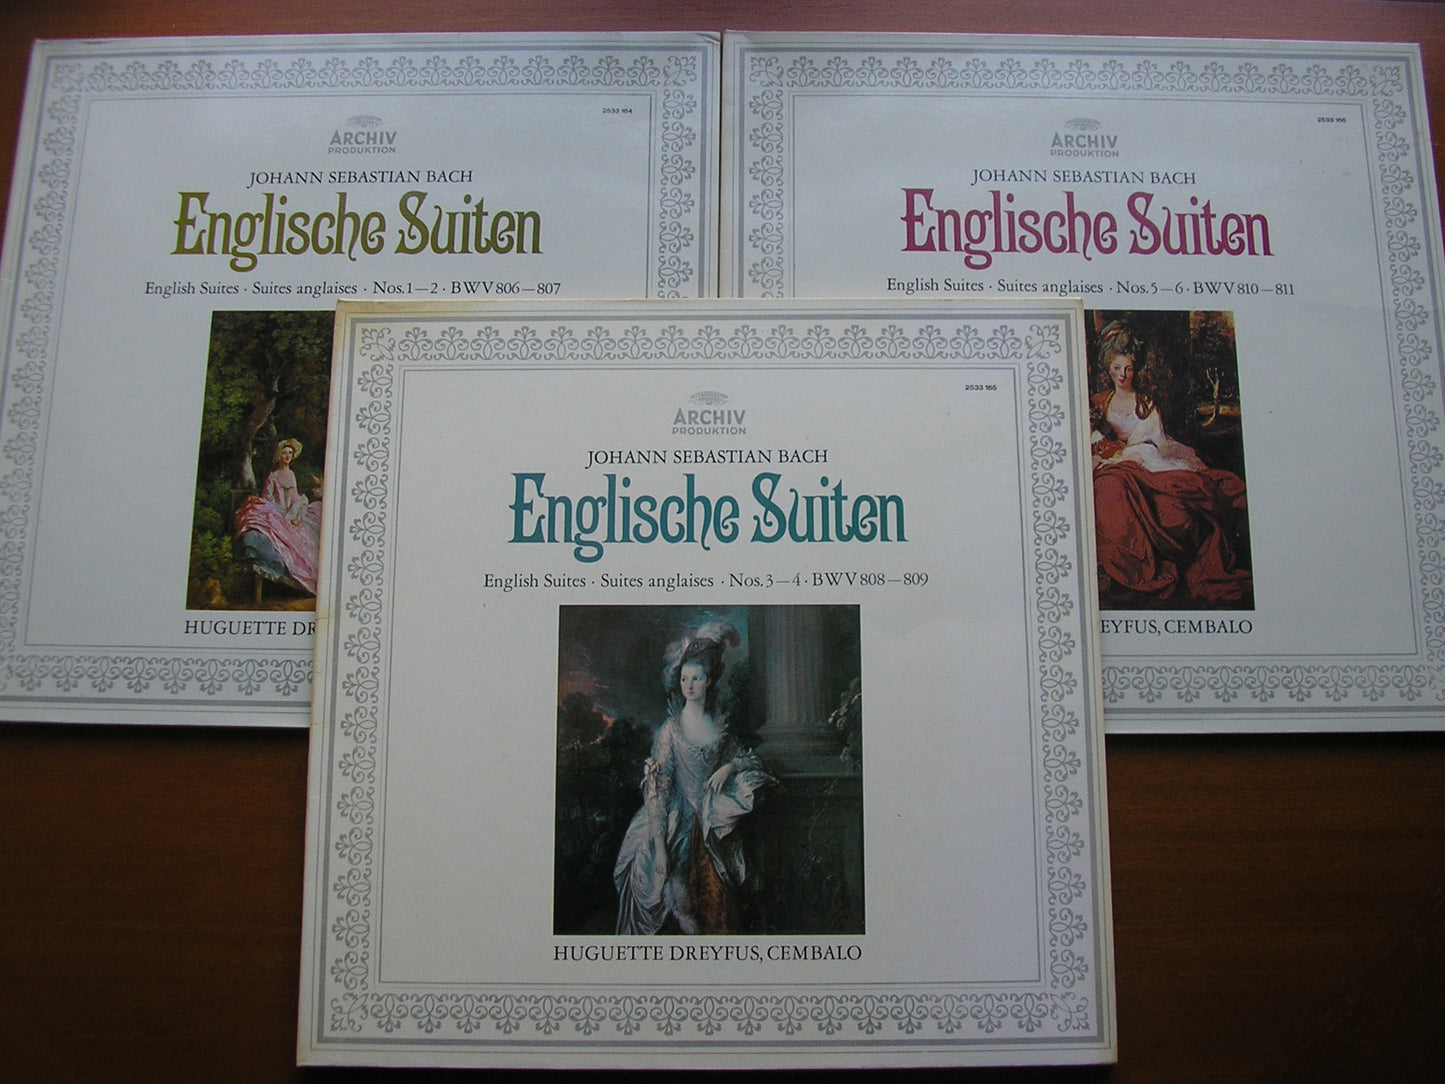 2533 164
ARCHIV
PRODUKTION
JOHANN SEBASTIAN BACH
Englische Suiten
English Suites · Suites anglaises · Nos. 1—2 · BWV 806—807
HUGUETTE
2533 166
ARCHIV
PRODUKTION
JOHANN SEBASTIAN BACH
Englische Suiten
English Suites · Suites anglaises · Nos. 5—6 · BWV 810—811
EYFUS, CEMBALO
2533 165
ARCHIV
PRODUKTION
JOHANN SEBASTIAN BACH
Englische Suiten
English Suites · Suites anglaises · Nos. 3—4 · BWV 808—809
HUGUETTE DREYFUS, CEMBALO